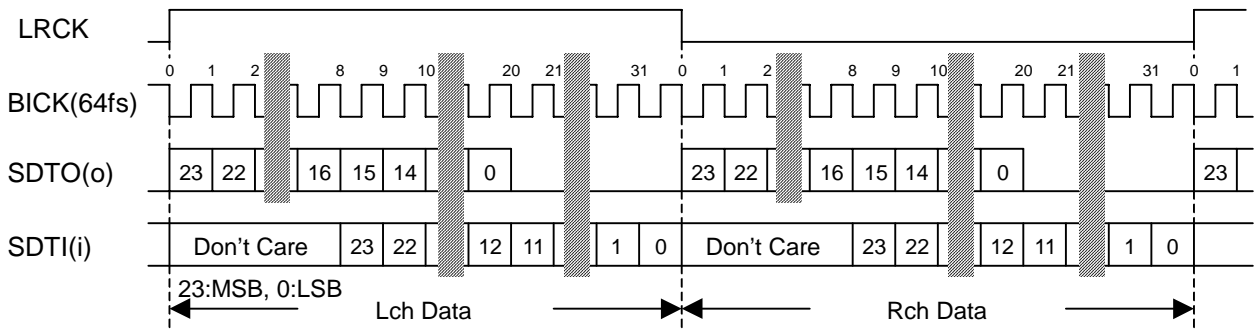 LRCK
0 1 2 8 9 10 20 21 31 0 1 2 8 9 10 20 21 31 0 1
BICK(64fs)
SDTO(o) 23 22 16 15 14 0 23 22 16 15 14 0 23
SDTI(i) Don't Care 23 22 12 11 1 0 Don't Care 23 22 12 11 1 0
23:MSB, 0:LSB
Lch Data Rch Data